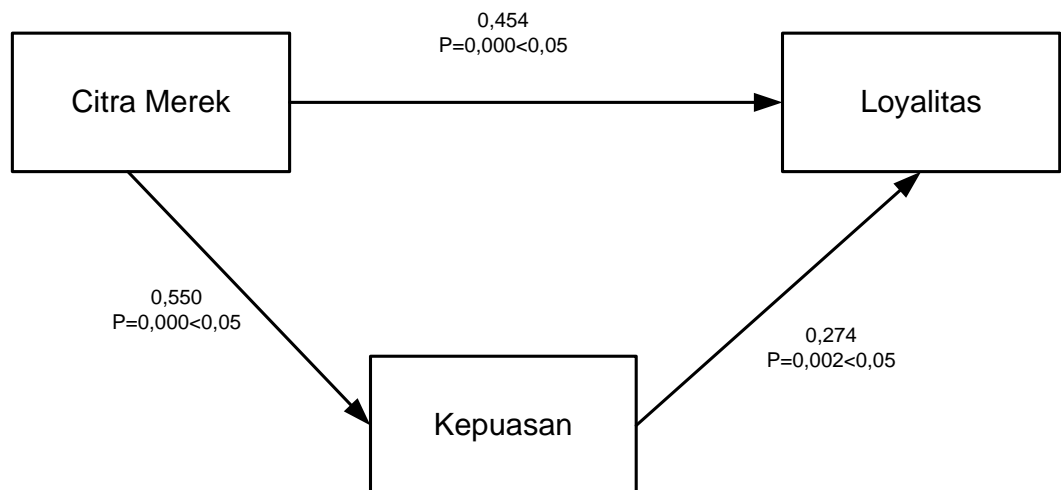 0,454
P=0,000<0,05
Citra Merek
Loyalitas
0,550
P=0,000<0,05
0,274
P=0,002<0,05
Kepuasan